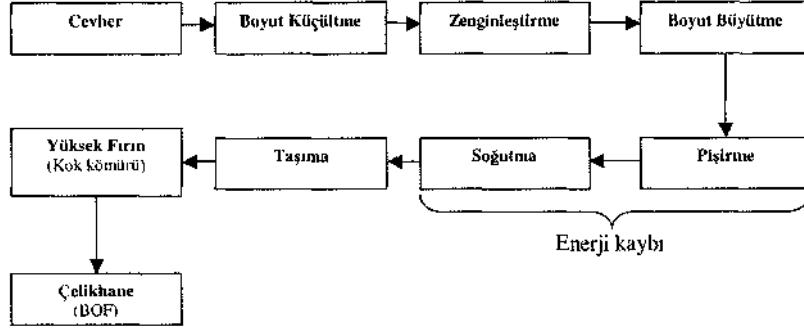 Cevher
Boyut Küçültme
Zenginleştirme
Boyut Büyütme
Yüksek Fırın
(Kok kömürü)
Taşıma
Soğutma
Pişirme
Enerji kaybı
Çelikhane
(BOF)